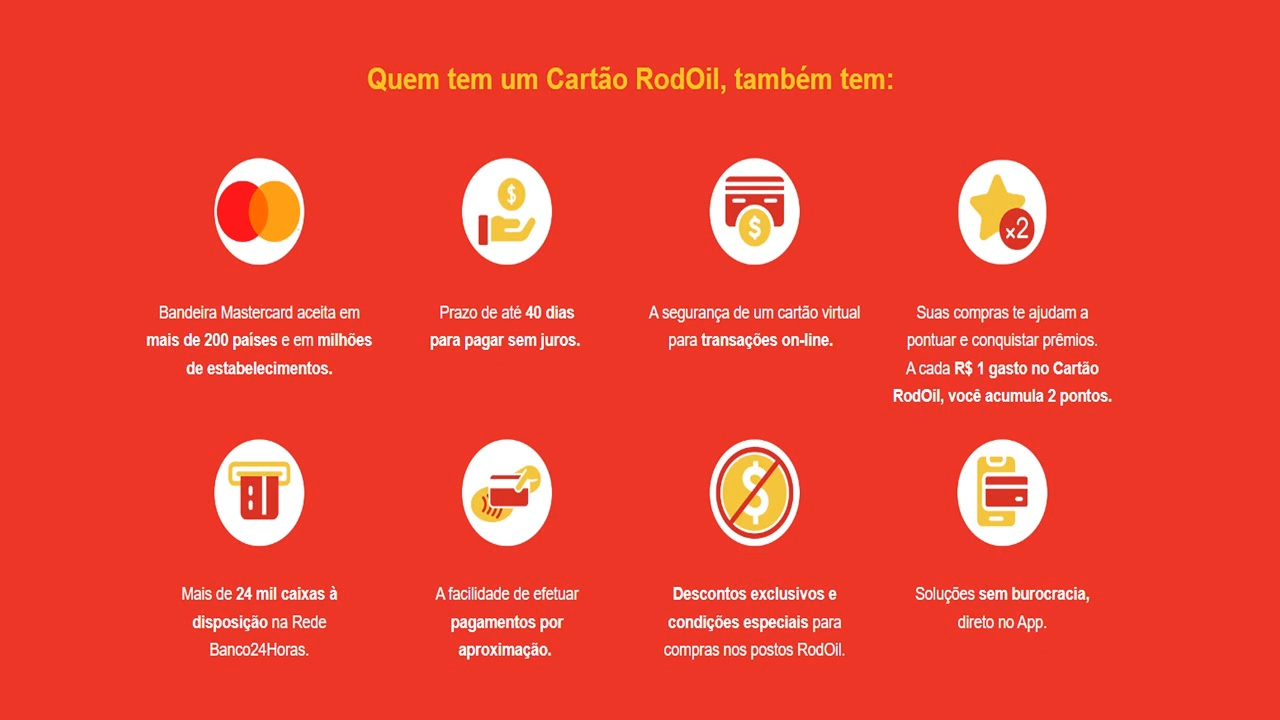 Quem tem um Cartão RodOil, também tem:
$
$
x2
Bandeira Mastercard aceita em
mais de 200 países e em milhões
de estabelecimentos.
Prazo de até 40 dias
para pagar sem juros.
A segurança de um cartão virtual
para transações on-line.
Suas compras te ajudam a
pontuar e conquistar prêmios.
A cada R$ 1 gasto no Cartão
RodOil, você acumula 2 pontos.
$
Mais de 24 mil caixas à
disposição na Rede
Banco24Horas.
A facilidade de efetuar
pagamentos por
aproximação.
Descontos exclusivos e
condições especiais para
compras nos postos RodOil.
Soluções sem burocracia,
direto no App.